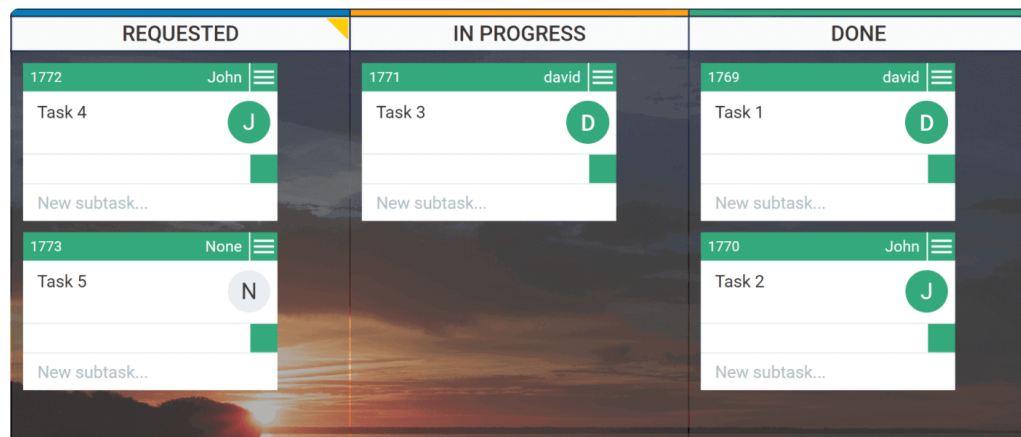 REQUESTED
IN PROGRESS
DONE
1772 John
Task 4
J
New subtask...
1773 None
Task 5
N
New subtask...
1771 david
Task 3
D
New subtask...
1769 david
Task 1
D
New subtask...
1770 John
Task 2
J
New subtask...